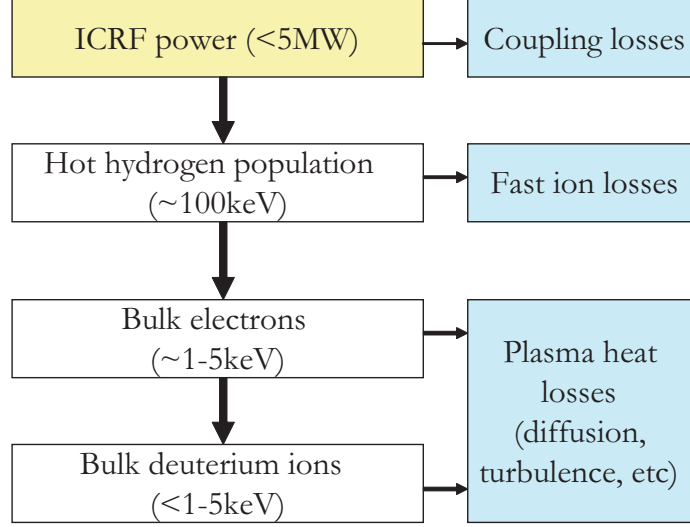 ICRF power (<5MW)
Coupling losses
Hot hydrogen population
(~100keV)
Fast ion losses
Bulk electrons
(~1-5keV)
Plasma heat
losses
(diffusion,
turbulence, etc)
Bulk deuterium ions
(<1-5keV)